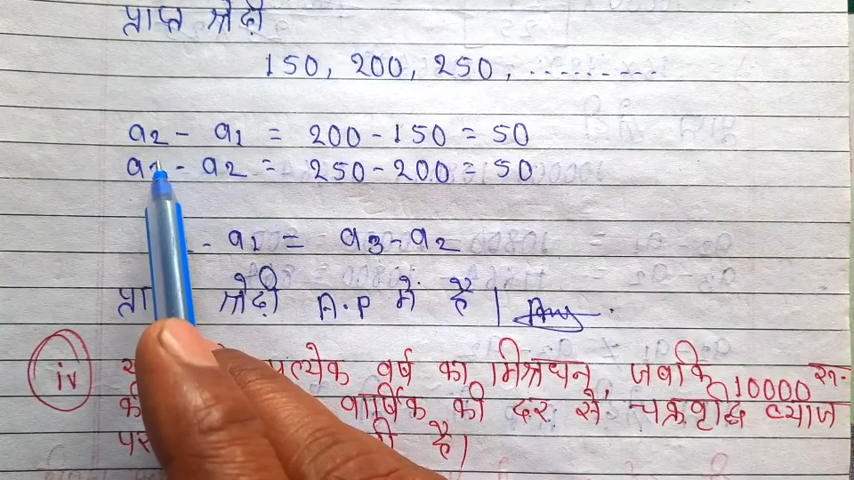 प्राप्त श्रेढ़ी
150, 200, 250, ..........
a2 - a1 = 200 - 150 = 50
a3 - a2 = 250 - 200 = 50
- a1 = a3 - a2
श्रेढ़ी A.P में है। Ans.
iv प्रत्येक वर्ष का मिश्रधन, जबकि 10000 रू.
वार्षिक की दर से चक्रवृद्धि ब्याज
पर है।